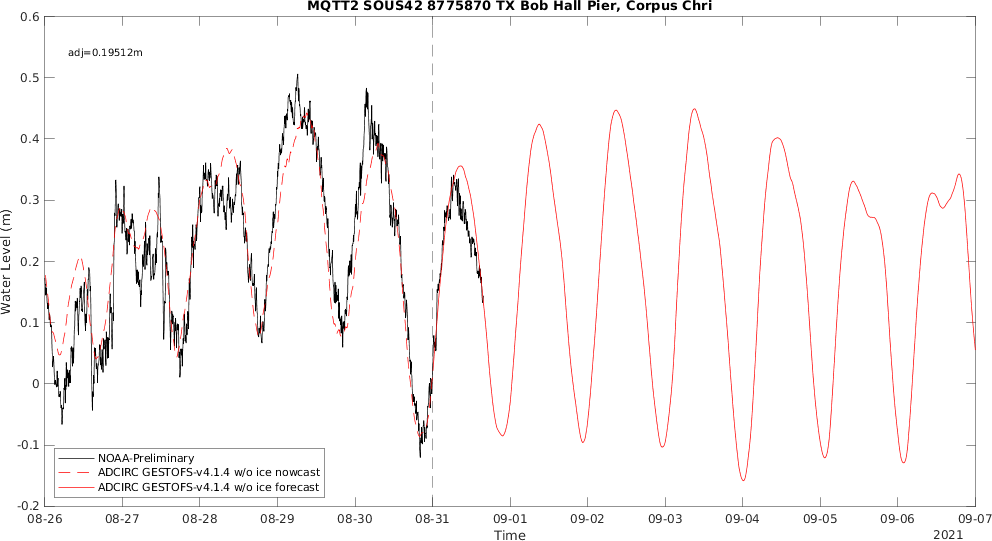 MQTT2 SOUS42 8775870 TX Bob Hall Pier, Corpus Chri
adj=0.19512m
Water Level (m)
0.6
0.5
0.4
0.3
0.2
0.1
0
-0.1
-0.2
NOAA-Preliminary
ADCIRC GESTOFS-v4.1.4 w/o ice nowcast
ADCIRC GESTOFS-v4.1.4 w/o ice forecast
08-26 08-27 08-28 08-29 08-30 08-31 09-01 09-02 09-03 09-04 09-05 09-06 09-07
Time
2021